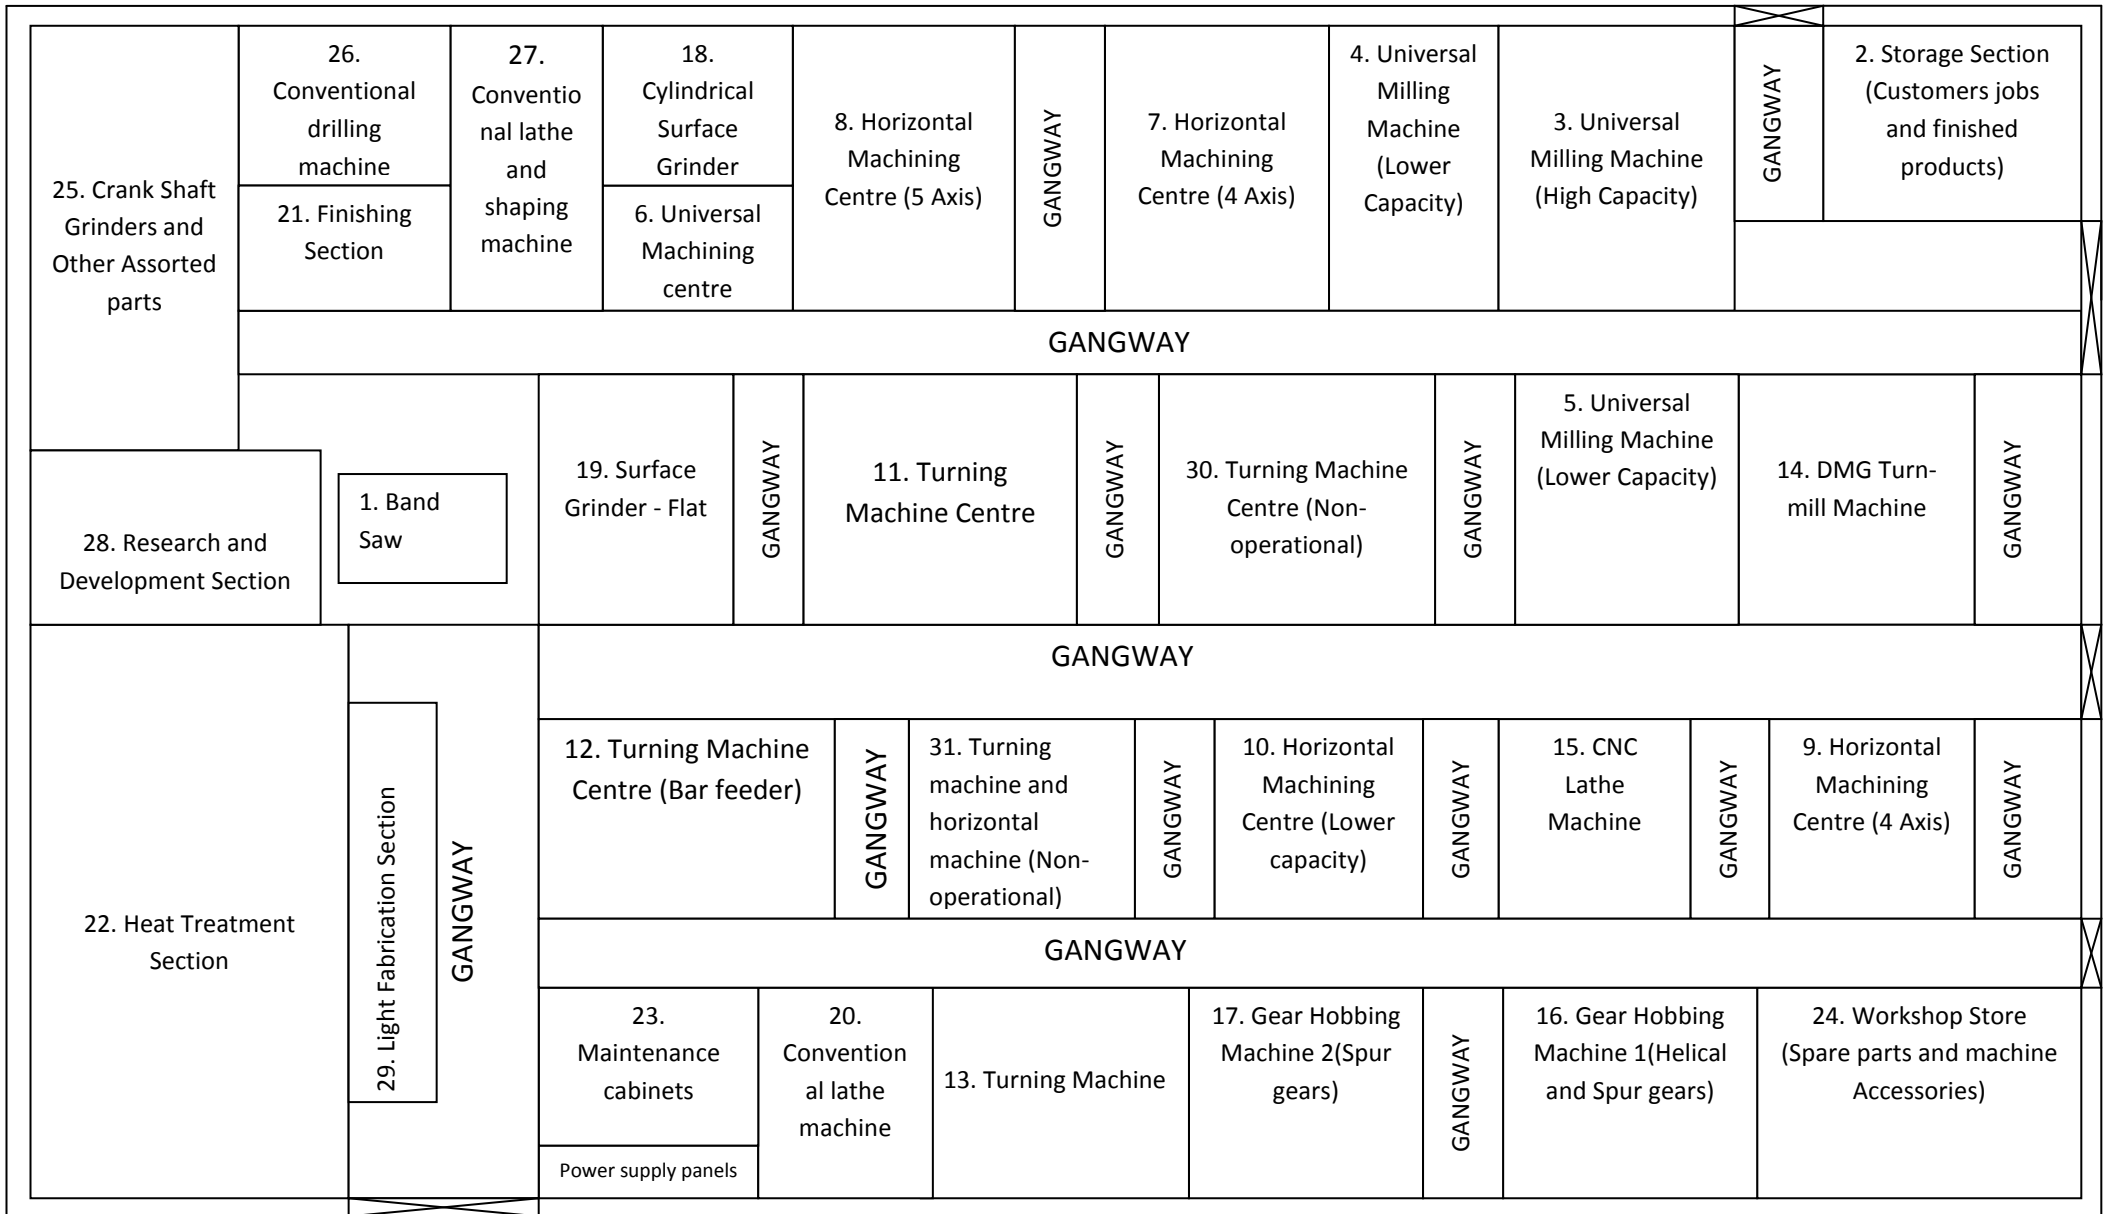 25. Crank Shaft
Grinders and
Other Assorted
parts
26.
Conventional
drilling
machine
21. Finishing
Section
27.
Conventio
nal lathe
and
shaping
machine
18.
Cylindrical
Surface
Grinder
6. Universal
Machining
centre
8. Horizontal
Machining
Centre (5 Axis)
GANGWAY
7. Horizontal
Machining
Centre (4 Axis)
4. Universal
Milling
Machine
(Lower
Capacity)
3. Universal
Milling Machine
(High Capacity)
GANGWAY
2. Storage Section
(Customers jobs
and finished
products)
GANGWAY
28. Research and
Development Section
1. Band
Saw
19. Surface
Grinder - Flat
GANGWAY
11. Turning
Machine Centre
GANGWAY
30. Turning Machine
Centre (Non-
operational)
GANGWAY
5. Universal
Milling Machine
(Lower Capacity)
14. DMG Turn-
mill Machine
GANGWAY
GANGWAY
22. Heat Treatment
Section
29. Light Fabrication Section
GANGWAY
12. Turning Machine
Centre (Bar feeder)
GANGWAY
31. Turning
machine and
horizontal
machine (Non-
operational)
GANGWAY
10. Horizontal
Machining
Centre (Lower
capacity)
GANGWAY
15. CNC
Lathe
Machine
GANGWAY
9. Horizontal
Machining
Centre (4 Axis)
GANGWAY
GANGWAY
23.
Maintenance
cabinets
Power supply panels
20.
Convention
al lathe
machine
13. Turning Machine
17. Gear Hobbing
Machine 2(Spur
gears)
GANGWAY
16. Gear Hobbing
Machine 1(Helical
and Spur gears)
24. Workshop Store
(Spare parts and machine
Accessories)